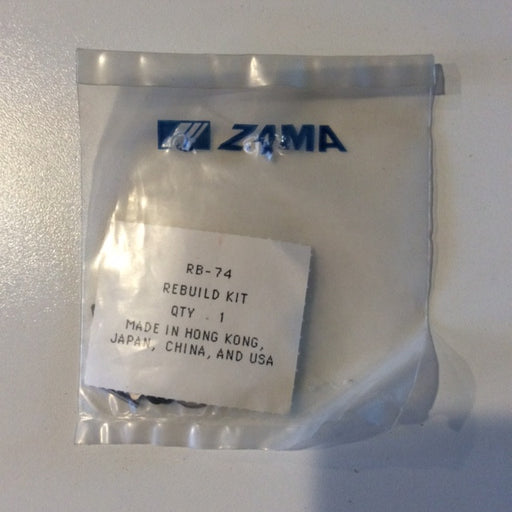 ZAMA
RB-74
REBUILD KIT
QTY . 1
MADE IN HONG KONG,
JAPAN, CHINA, AND USA